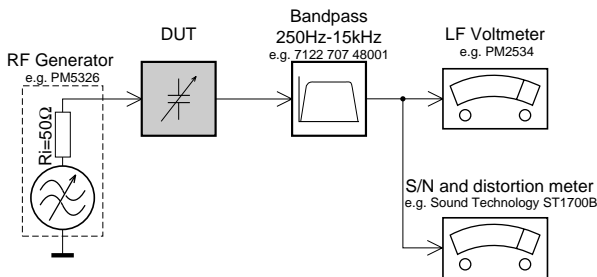 RF Generator
e.g. PM5326
Ri=50Ω
DUT
Bandpass
250Hz-15kHz
e.g. 7122 707 48001
LF Voltmeter
e.g. PM2534
S/N and distortion meter
e.g. Sound Technology ST1700B